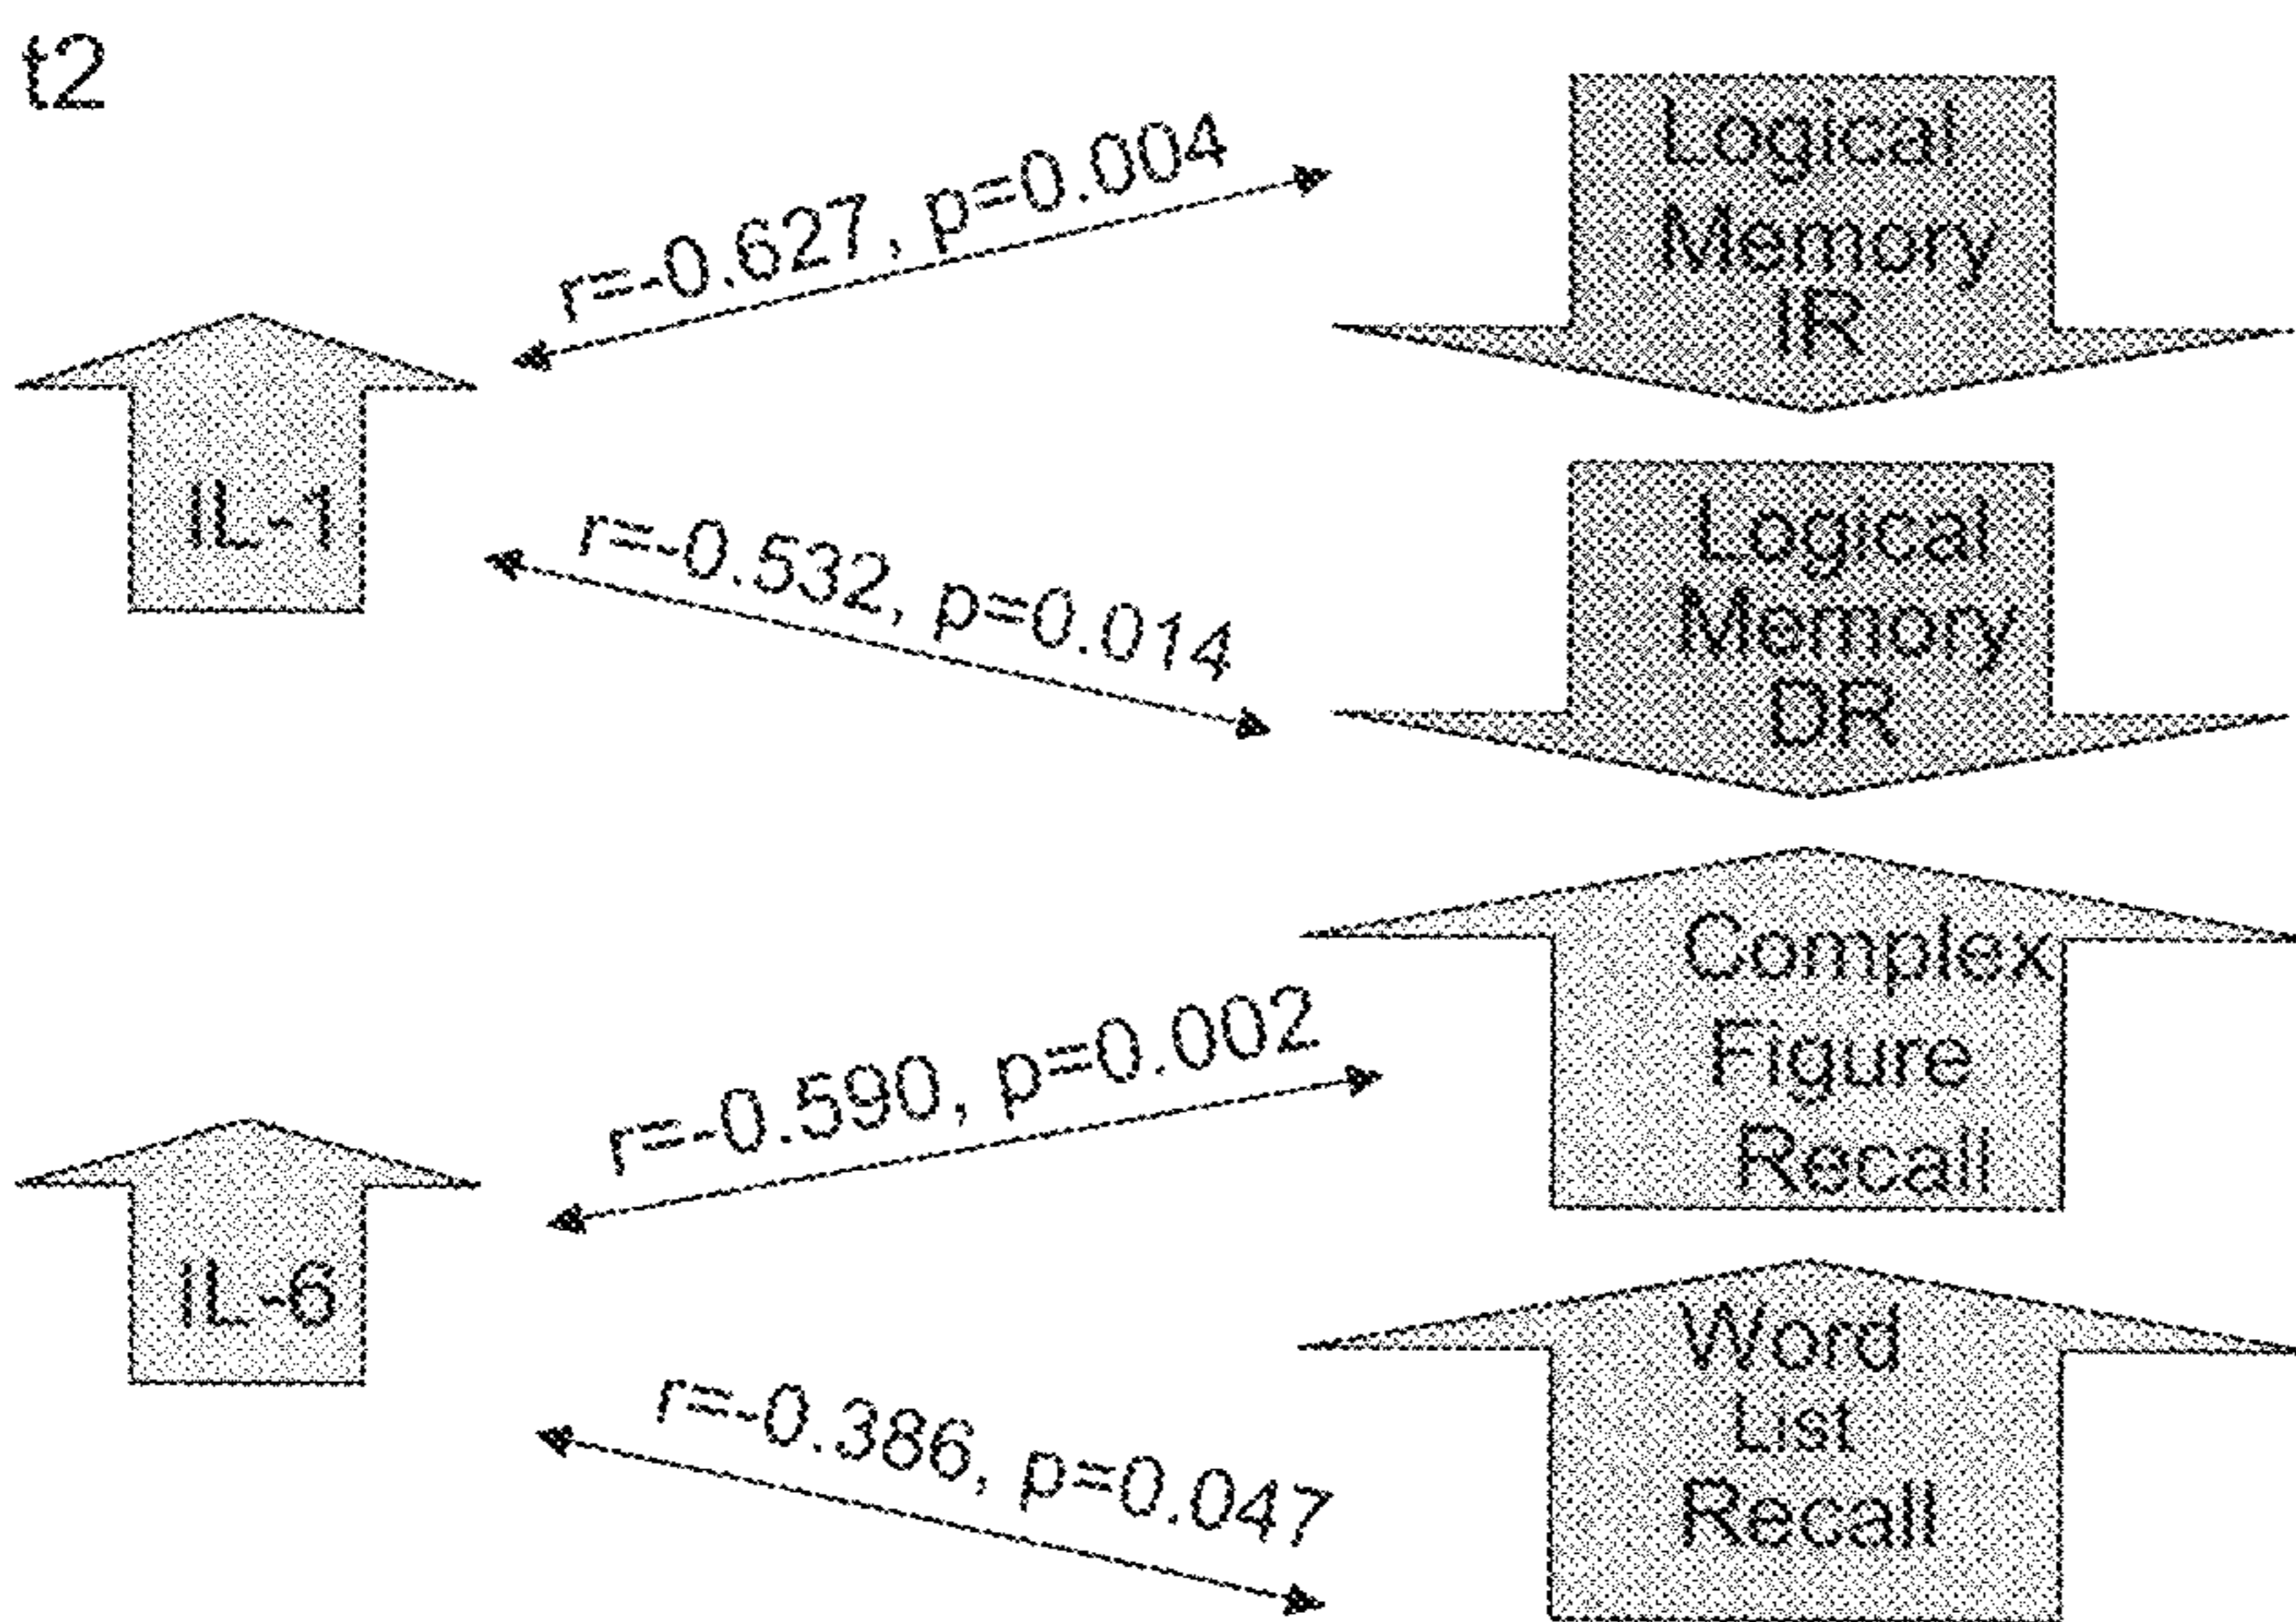 t2
r=-0.627, p=0.004
Logical
Memory
IR
IL-1
r=-0.532, p=0.014
Logical
Memory
DR
Complex
Figure
Recall
r=-0.590, p=0.002
IL-6
r=-0.386, p=0.047
Word
List
Recall